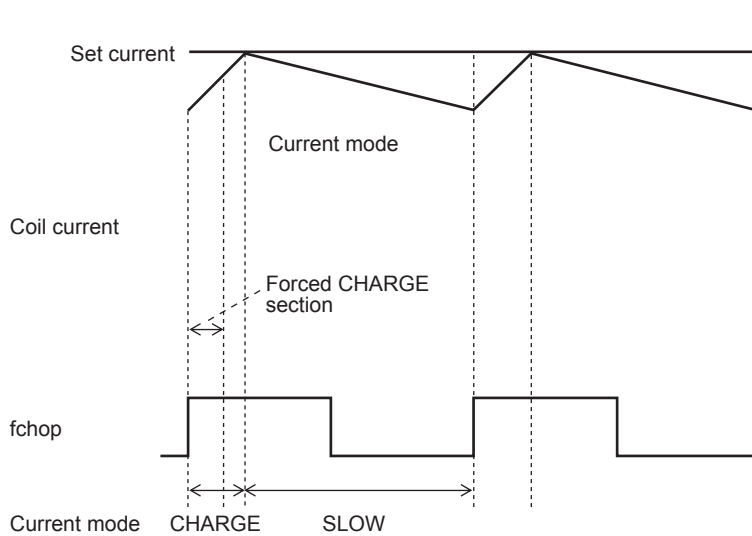 Set current
Current mode
Coil current
Forced CHARGE
section
fchop
Current mode CHARGE SLOW